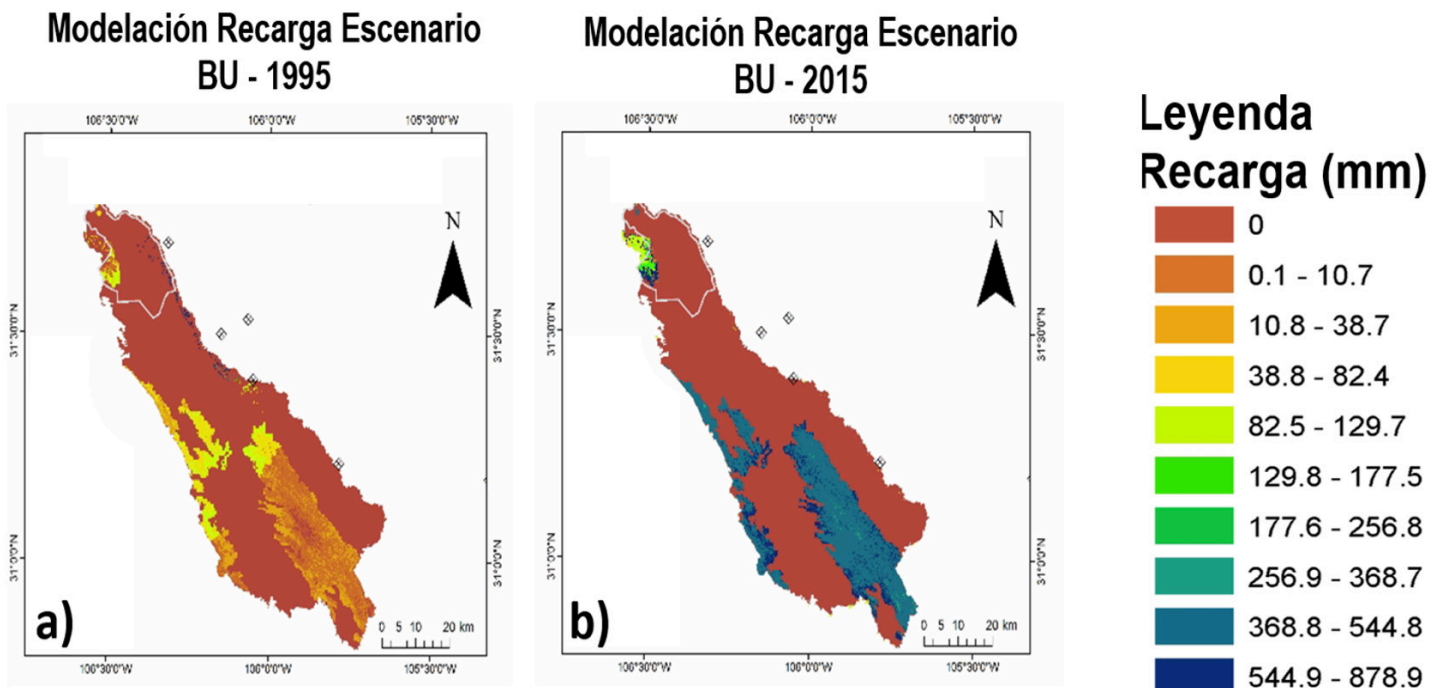 Modelación Recarga Escenario
BU - 1995
106°30'0"W 106°0'0"W 105°30'0"W
N
31°30'0"N
31°30'0"N
31°0'0"N
31°0'0"N
a)
0 5 10 20 km
106°30'0"W 106°0'0"W 105°30'0"W
Modelación Recarga Escenario
BU - 2015
106°30'0"W 106°0'0"W 105°30'0"W
N
31°30'0"N
31°30'0"N
31°0'0"N
31°0'0"N
b)
0 5 10 20 km
106°30'0"W 106°0'0"W 105°30'0"W
Leyenda
Recarga (mm)
0
0.1 - 10.7
10.8 - 38.7
38.8 - 82.4
82.5 - 129.7
129.8 - 177.5
177.6 - 256.8
256.9 - 368.7
368.8 - 544.8
544.9 - 878.9